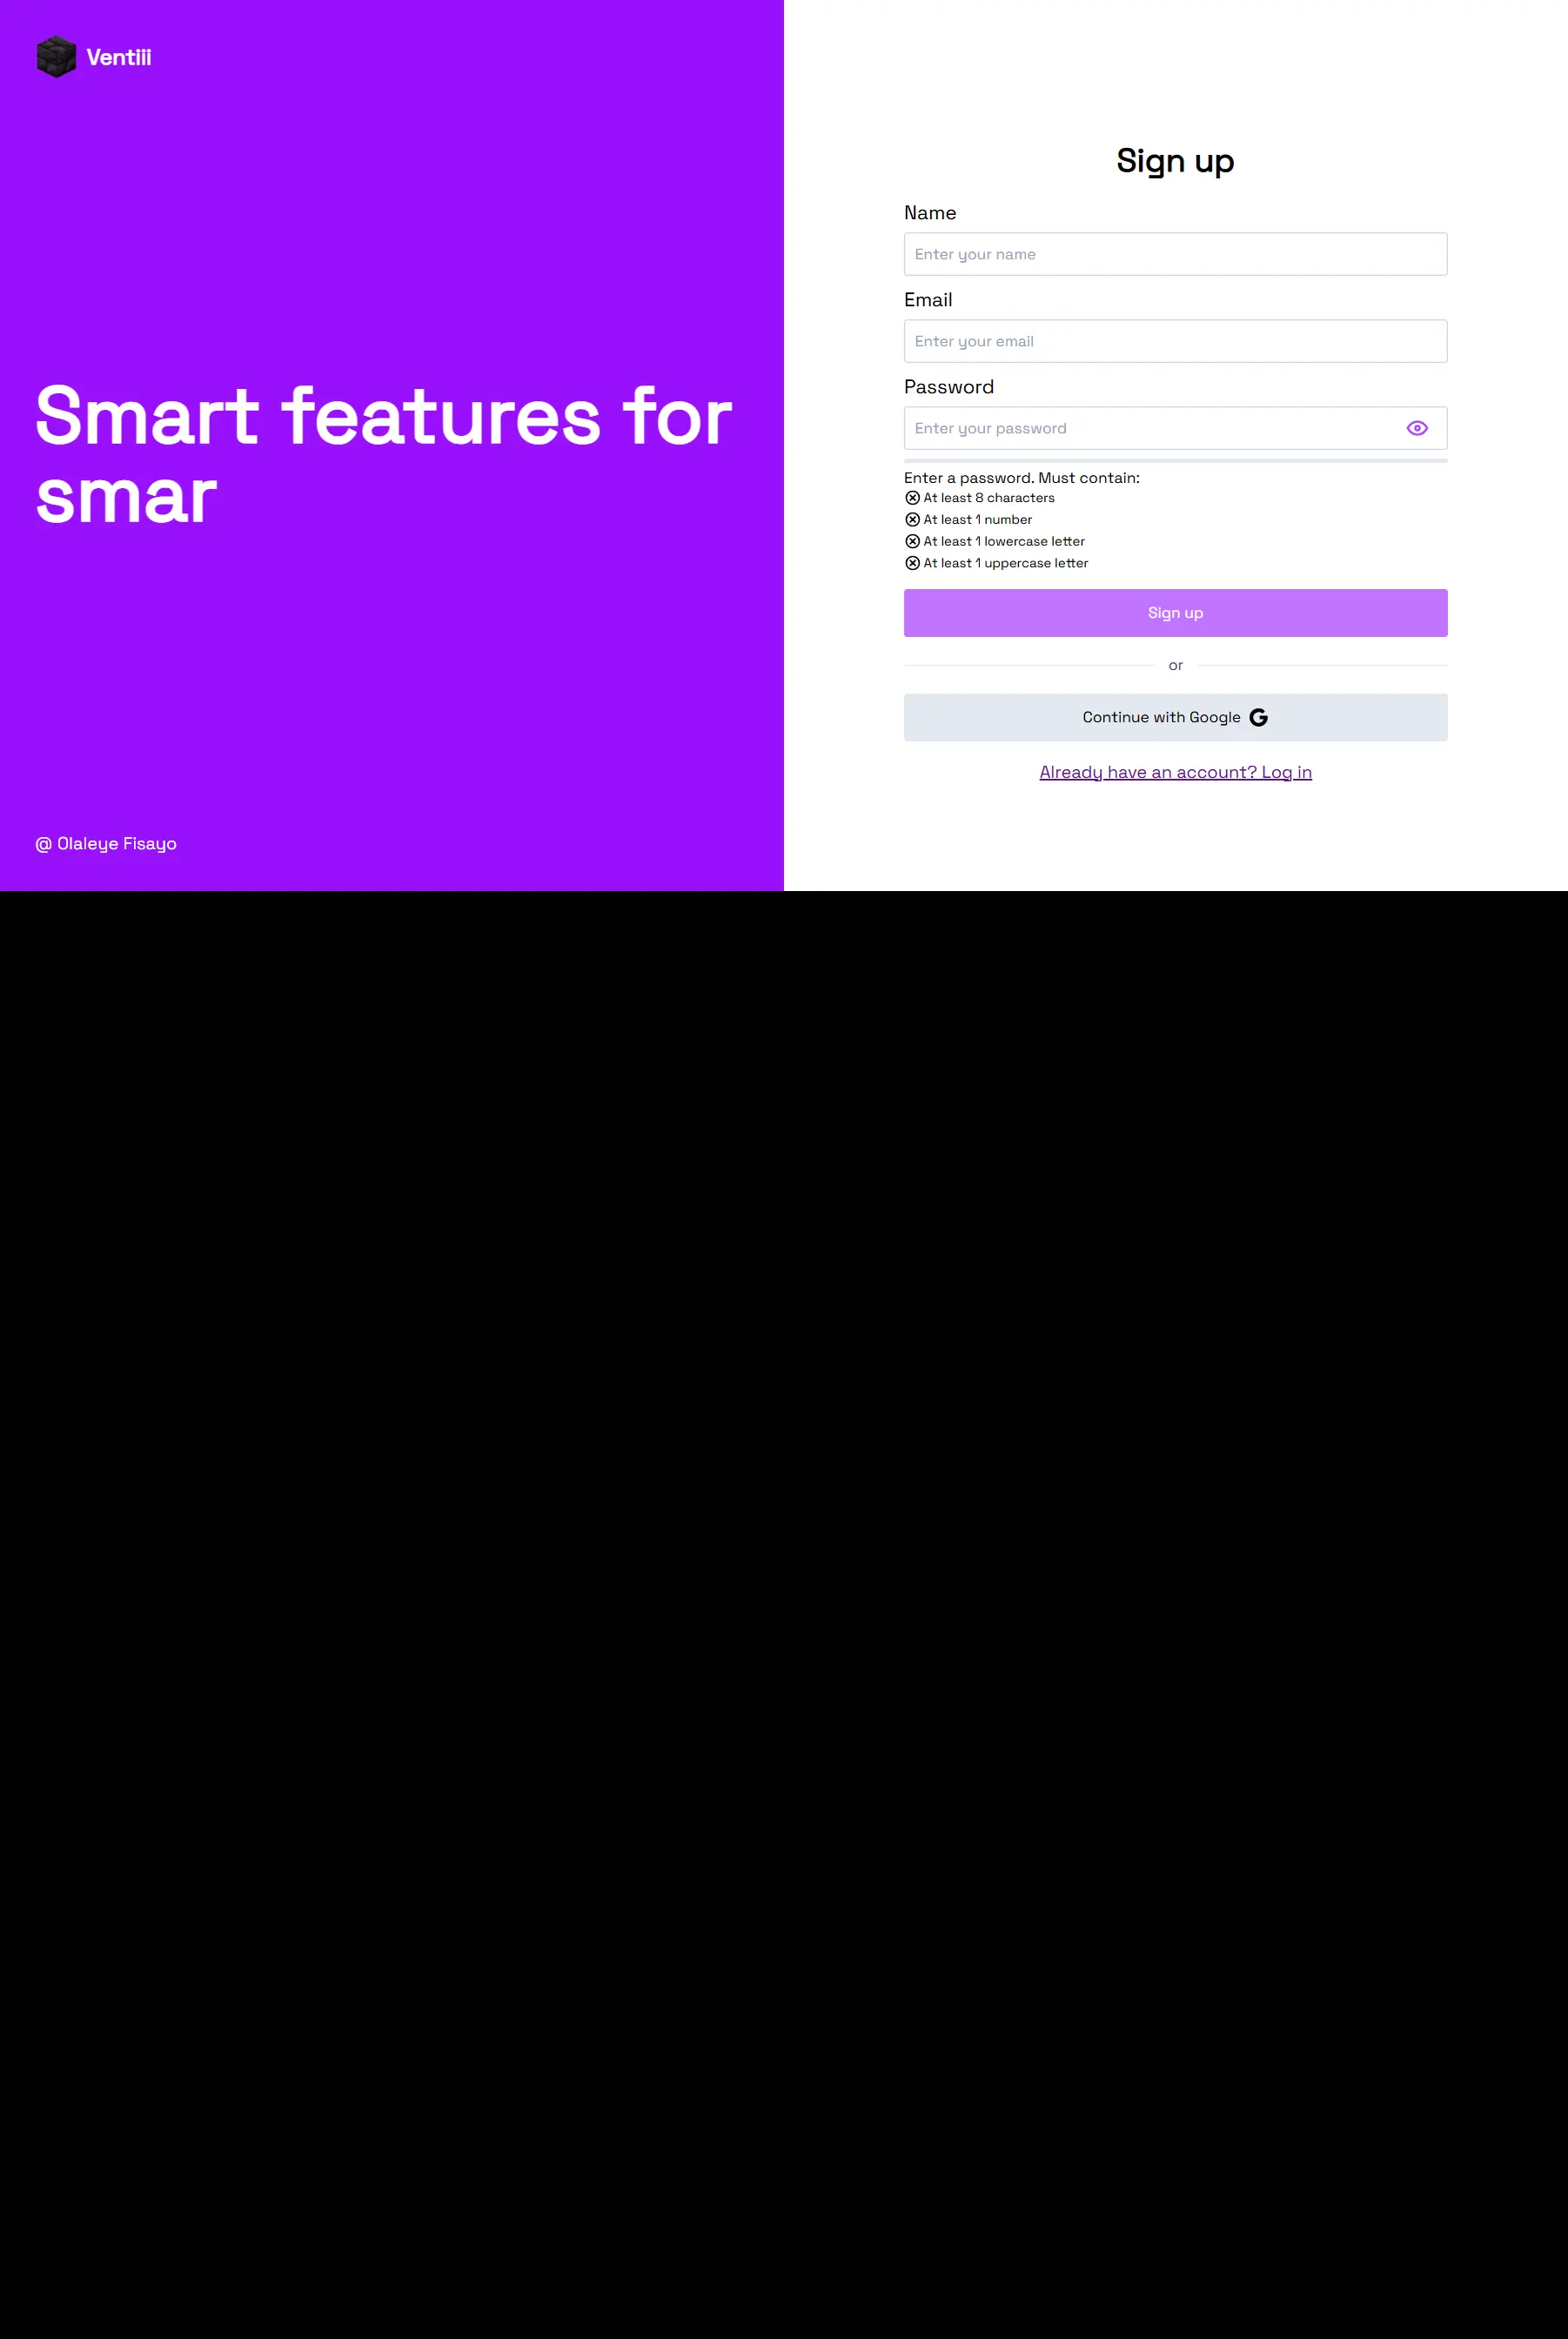 Ventiii
Smart features for
smar
@ Olaleye Fisayo
Sign up
Name
Enter your name
Email
Enter your email
Password
Enter your password
Enter a password. Must contain:
At least 8 characters
At least 1 number
At least 1 lowercase letter
At least 1 uppercase letter
Sign up
or
Continue with Google
Already have an account? Log in